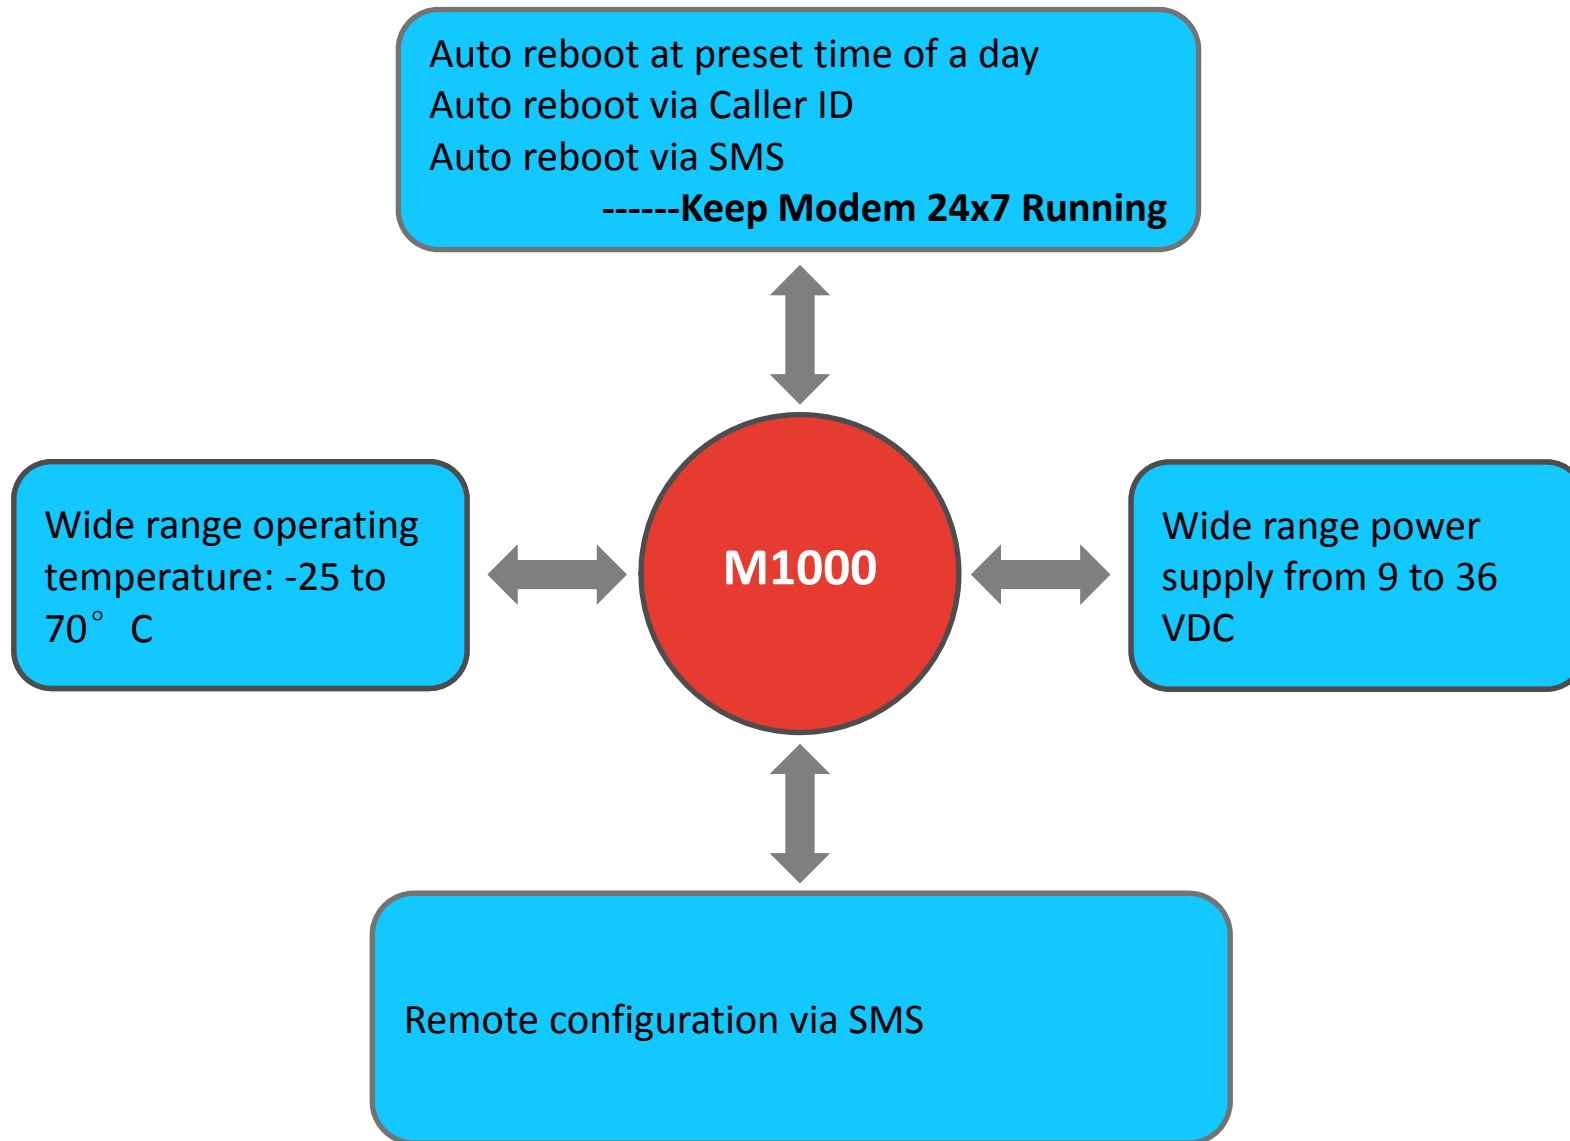 Auto reboot at preset time of a day
Auto reboot via Caller ID
Auto reboot via SMS
------Keep Modem 24x7 Running
Wide range operating
temperature: -25 to
70° C
M1000
Wide range power
supply from 9 to 36
VDC
Remote configuration via SMS